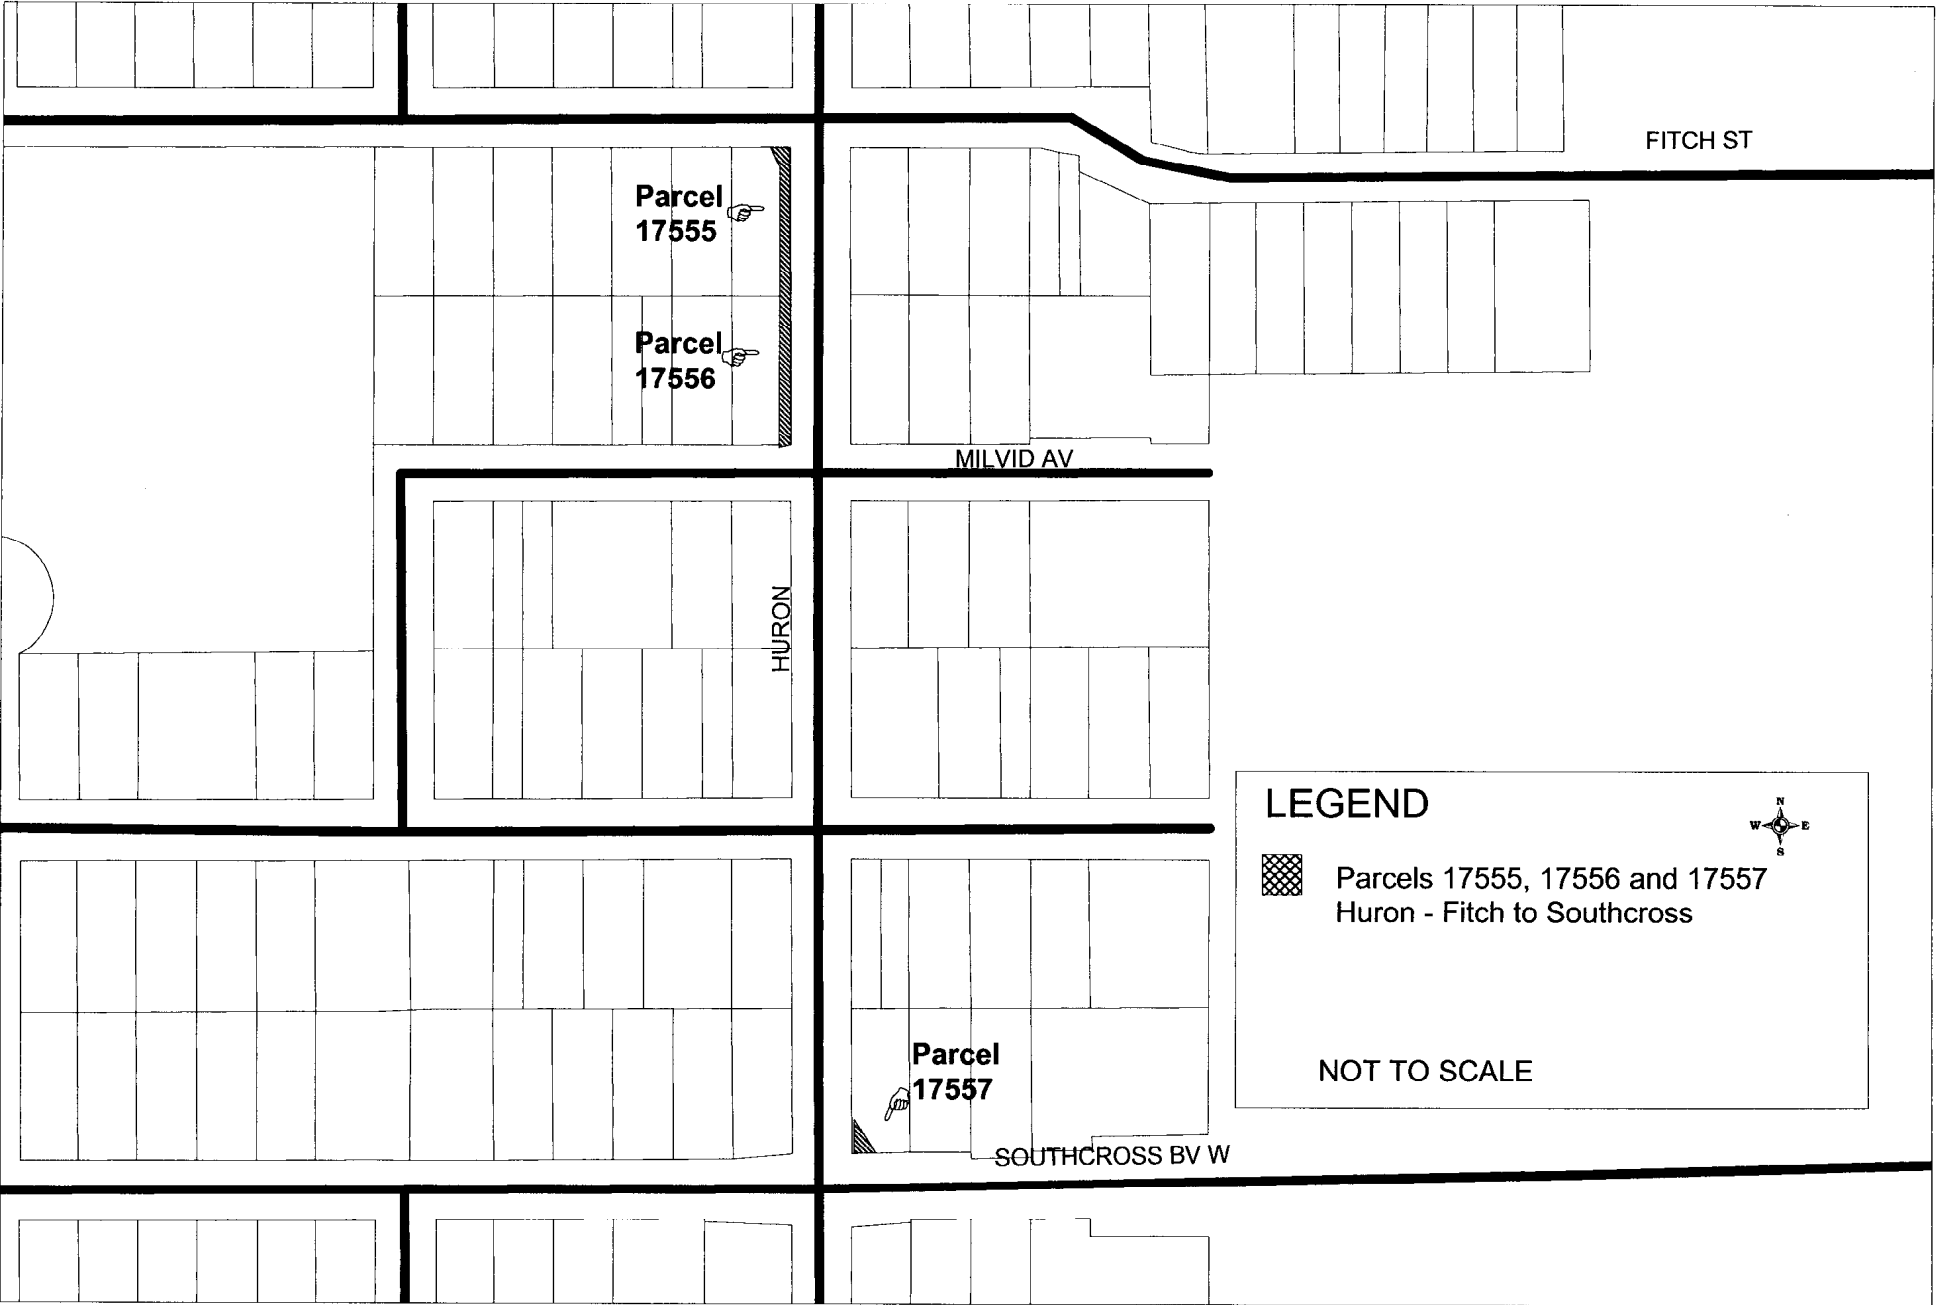 FITCH ST
Parcel
17555
Parcel
17556
MILVID AV
HURON
LEGEND
N
W E
S
Parcels 17555, 17556 and 17557
Huron - Fitch to Southcross
NOT TO SCALE
Parcel
17557
SOUTHCROSS BV W